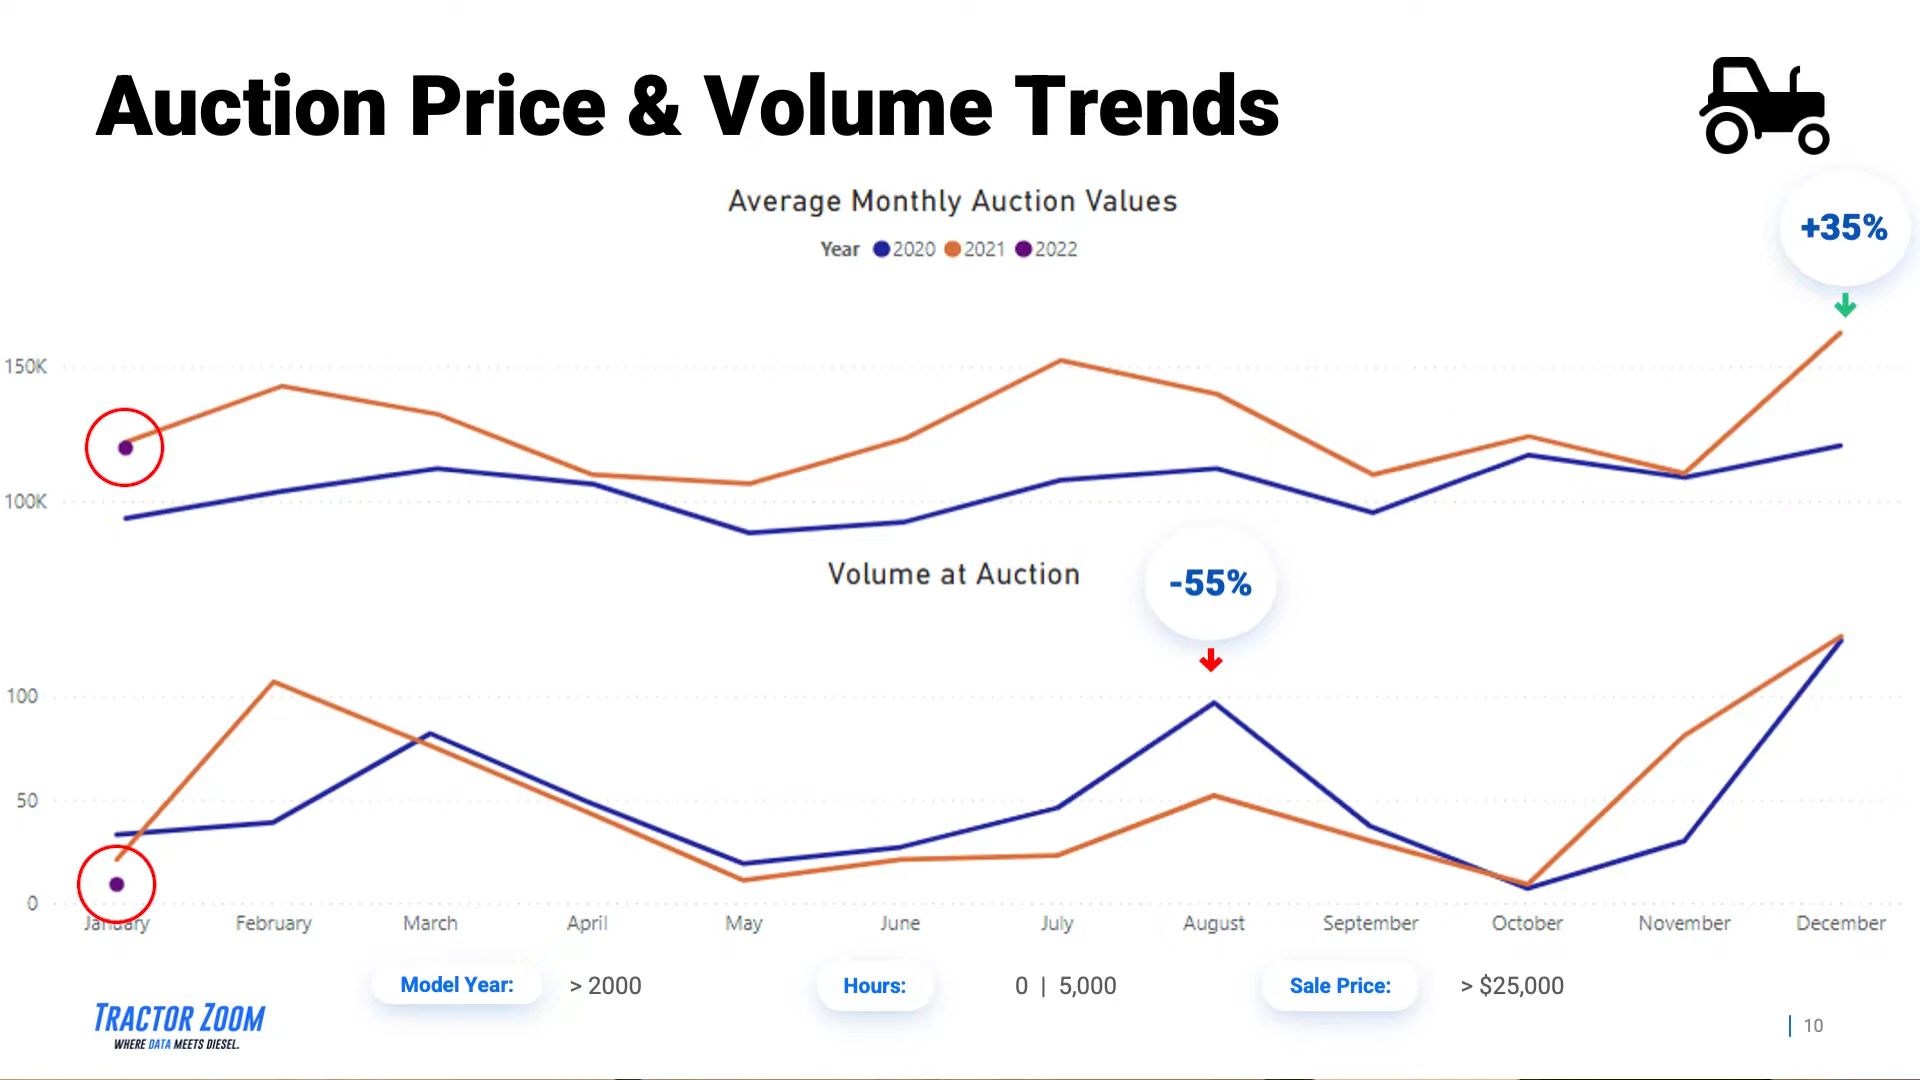 Auction Price & Volume Trends
Average Monthly Auction Values
Year 2020 2021 2022
+35%
150K
100K
Volume at Auction
-55%
100
50
0
January February March April May June July August September October November December
Model Year: > 2000 Hours: 0 | 5,000 Sale Price: > $25,000
TRACTOR ZOOM
WHERE DATA MEETS DIESEL.
10